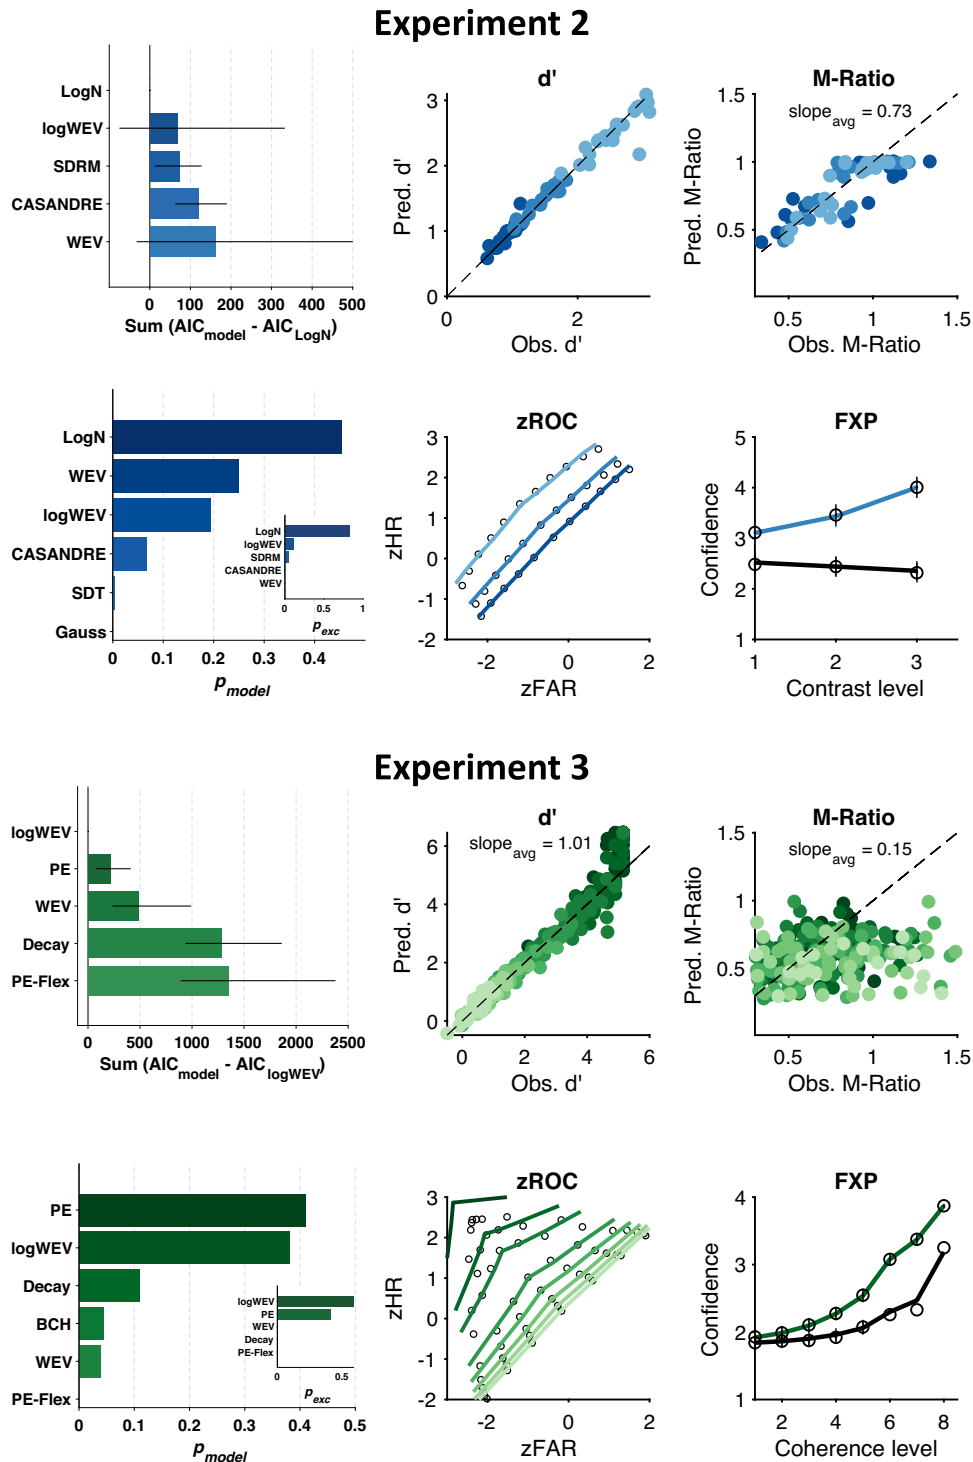 Experiment 2
LogN
logWEV
SDRM
CASANDRE
WEV
0 100 200 300 400 500
Sum (AICmodel - AICLogN)
d'
3
2
1
0
Pred. d'
0 2
Obs. d'
M-Ratio
slopeavg = 0.73
1.5
1
0.5
Pred. M-Ratio
0.5 1 1.5
Obs. M-Ratio
LogN
WEV
logWEV
CASANDRE
SDT
Gauss
0 0.1 0.2 0.3 0.4
pmodel
LogN
logWEV
SDRM
CASANDRE
WEV
0 0.5 1
pexc
zROC
3
2
1
0
-1
-2
zHR
-2 0 2
zFAR
FXP
5
4
3
2
1
Confidence
1 2 3
Contrast level
Experiment 3
logWEV
PE
WEV
Decay
PE-Flex
0 500 1000 1500 2000 2500
Sum (AICmodel - AIClogWEV)
d'
slopeavg = 1.01
6
4
2
0
Pred. d'
0 2 4 6
Obs. d'
M-Ratio
slopeavg = 0.15
1.5
1
0.5
Pred. M-Ratio
0.5 1 1.5
Obs. M-Ratio
PE
logWEV
Decay
BCH
WEV
PE-Flex
0 0.1 0.2 0.3 0.4 0.5
pmodel
logWEV
PE
WEV
Decay
PE-Flex
0 0.5
pexc
zROC
3
2
1
0
-1
-2
zHR
-2 0 2
zFAR
FXP
4
3
2
1
Confidence
2 4 6 8
Coherence level